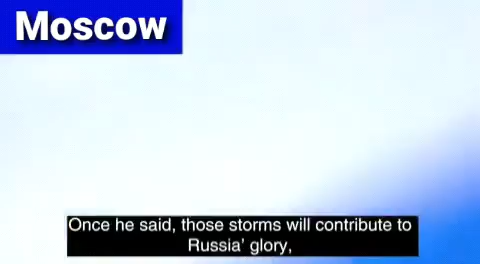 Moscow
Once he said, those storms will contribute to
Russia' glory,